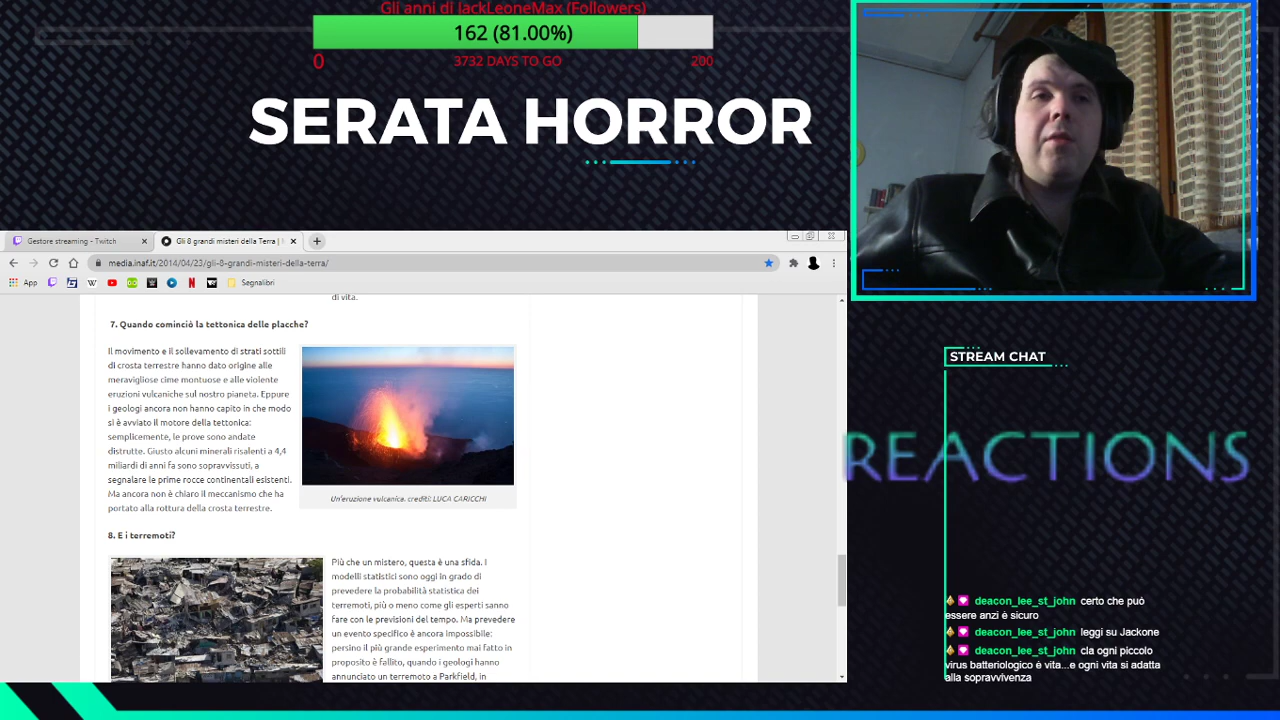 Gli anni di IackLeoneMax (Followers)
162 (81.00%)
0
3732 DAYS TO GO
200
SERATA HORROR
Gestore streaming - Twitch
Gli 8 grandi misteri della Terra |
media.inaf.it/2014/04/23/gli-8-grandi-misteri-della-terra/
App
Segnalibri
di vita.
7. Quando cominciò la tettonica delle placche?
Il movimento e il sollevamento di strati sottili
di crosta terrestre hanno dato origine alle
meravigliose cime montuose e alle violente
eruzioni vulcaniche sul nostro pianeta. Eppure
i geologi ancora non hanno capito in che modo
si è avviato il motore della tettonica:
semplicemente, le prove sono andate
distrutte. Giusto alcuni minerali risalenti a 4,4
miliardi di anni fa sono sopravvissuti, a
segnalare le prime rocce continentali esistenti.
Ma ancora non è chiaro il meccanismo che ha
portato alla rottura della crosta terrestre.
Un'eruzione vulcanica. crediti: LUCA CARICCHI
8. E i terremoti?
Più che un mistero, questa è una sfida. I
modelli statistici sono oggi in grado di
prevedere la probabilità statistica dei
terremoti, più o meno come gli esperti sanno
fare con le previsioni del tempo. Ma prevedere
un evento specifico è ancora impossibile:
persino il più grande esperimento mai fatto in
proposito è fallito, quando i geologi hanno
annunciato un terremoto a Parkfield, in
STREAM CHAT
REACTIONS
deacon_lee_st_john certo che può
essere anzi è sicuro
deacon_lee_st_john leggi su Jackone
deacon_lee_st_john cla ogni piccolo
virus batteriologico è vita...e ogni vita si adatta
alla sopravvivenza